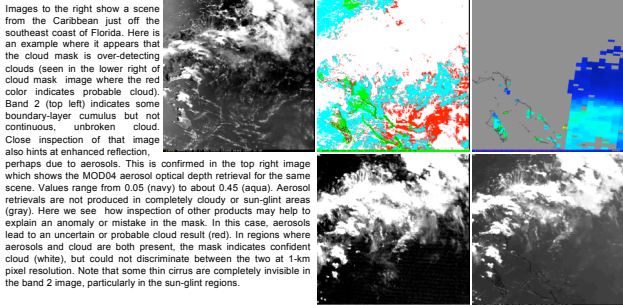 Images to the right show a scene
from the Caribbean just off the
southeast coast of Florida. Here is
an example where it appears that
the cloud mask is over-detecting
clouds (seen in the lower right of
cloud mask image where the red
color indicates probable cloud).
Band 2 (top left) indicates some
boundary-layer cumulus but not
continuous, unbroken cloud.
Close inspection of that image
also hints at enhanced reflection,
perhaps due to aerosols. This is confirmed in the top right image
which shows the MOD04 aerosol optical depth retrieval for the same
scene. Values range from 0.05 (navy) to about 0.45 (aqua). Aerosol
retrievals are not produced in completely cloudy or sun-glint areas
(gray). Here we see how inspection of other products may help to
explain an anomaly or mistake in the mask. In this case, aerosols
lead to an uncertain or probable cloud result (red). In regions where
aerosols and cloud are both present, the mask indicates confident
cloud (white), but could not discriminate between the two at 1-km
pixel resolution. Note that some thin cirrus are completely invisible in
the band 2 image, particularly in the sun-glint regions.